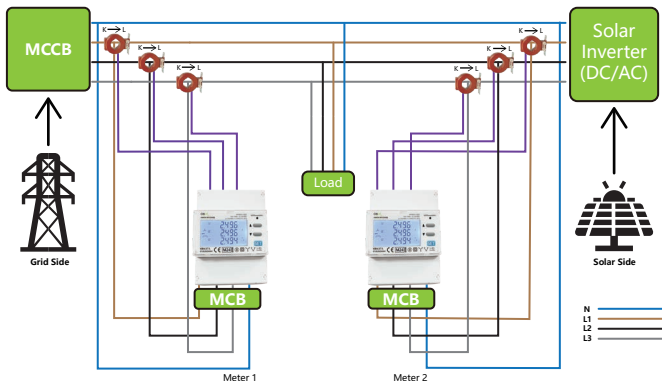 MCCB
K → L
K → L
K → L
K → L
K → L
K → L
Solar
Inverter
(DC/AC)
Load
Grid Side
Solar Side
MCB
MCB
N
L1
L2
L3
Meter 1
Meter 2